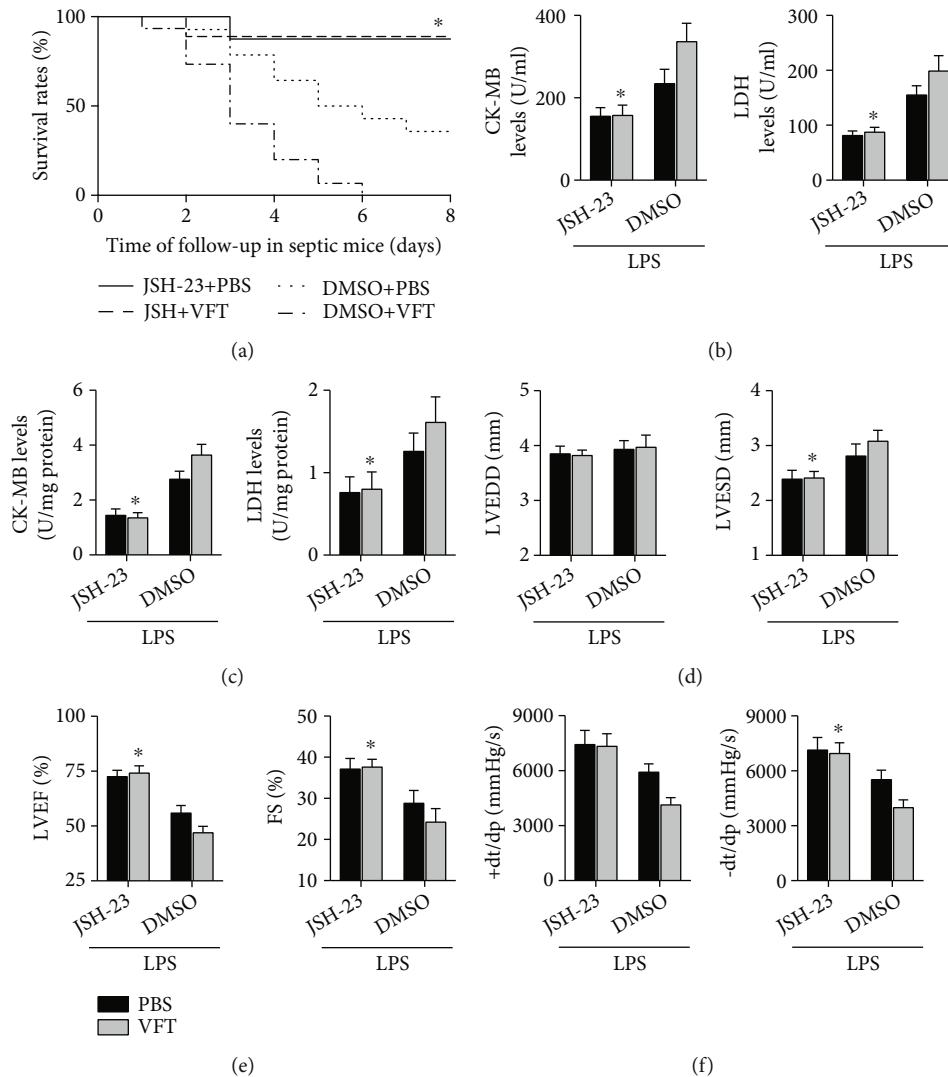 Survival rates (%)
100
50
0
*
0
2
4
6
8
Time of follow-up in septic mice (days)
JSH-23+PBS
DMSO+PBS
JSH+VFT
DMSO+VFT
(a)
CK-MB
levels (U/ml)
400
200
0
*
JSH-23
DMSO
LPS
LDH
levels (U/ml)
300
200
100
0
*
JSH-23
DMSO
LPS
(b)
CK-MB levels
(U/mg protein)
6
4
2
0
*
JSH-23
DMSO
LPS
LDH levels
(U/mg protein)
2
1
0
*
JSH-23
DMSO
LPS
(c)
LVEDD (mm)
5
4
3
2
JSH-23
DMSO
LPS
LVESD (mm)
4
3
2
1
*
JSH-23
DMSO
LPS
(d)
LVEF (%)
100
75
50
25
*
JSH-23
DMSO
LPS
FS (%)
50
40
30
20
10
*
JSH-23
DMSO
LPS
PBS
VFT
(e)
+dt/dp (mmHg/s)
9000
6000
3000
0
JSH-23
DMSO
LPS
-dt/dp (mmHg/s)
9000
6000
3000
0
*
JSH-23
DMSO
LPS
(f)